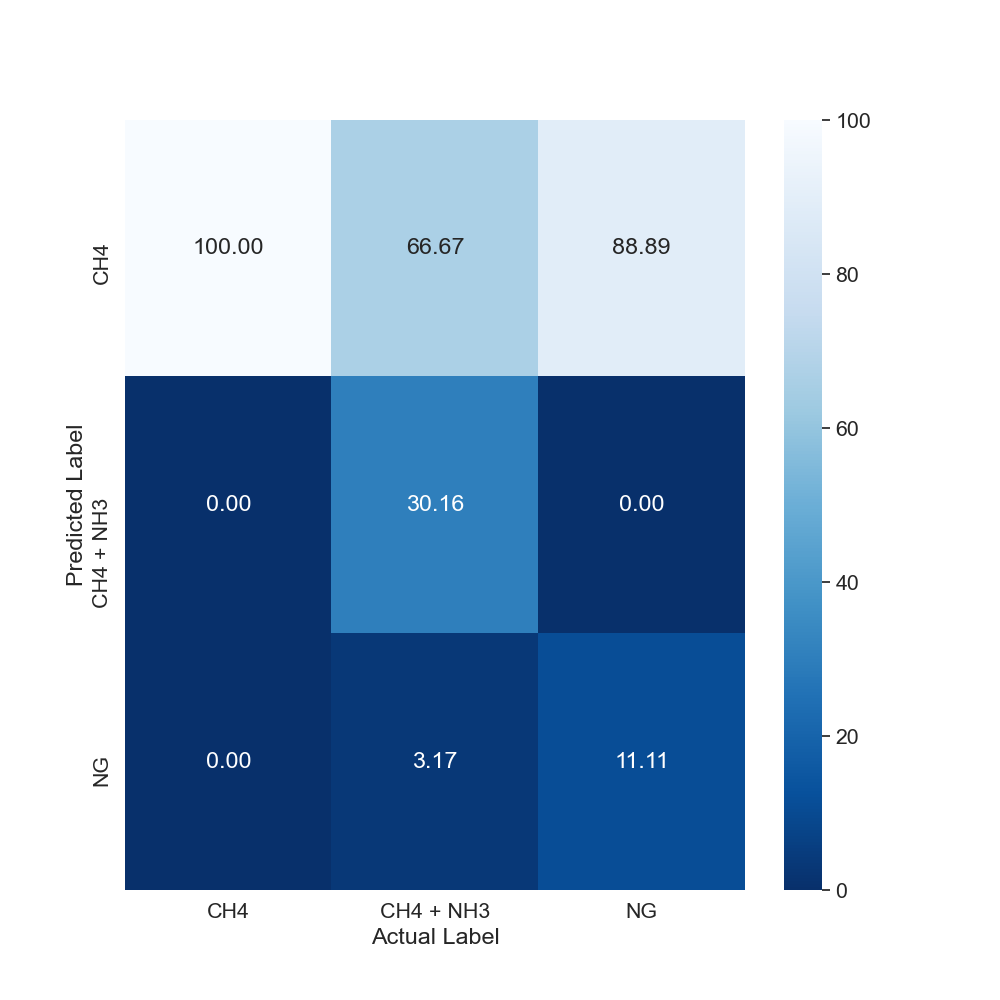 100
80
60
40
20
0
Predicted Label
CH4
CH4 + NH3
NG
100.00 66.67 88.89
0.00 30.16 0.00
0.00 3.17 11.11
CH4 CH4 + NH3 NG
Actual Label